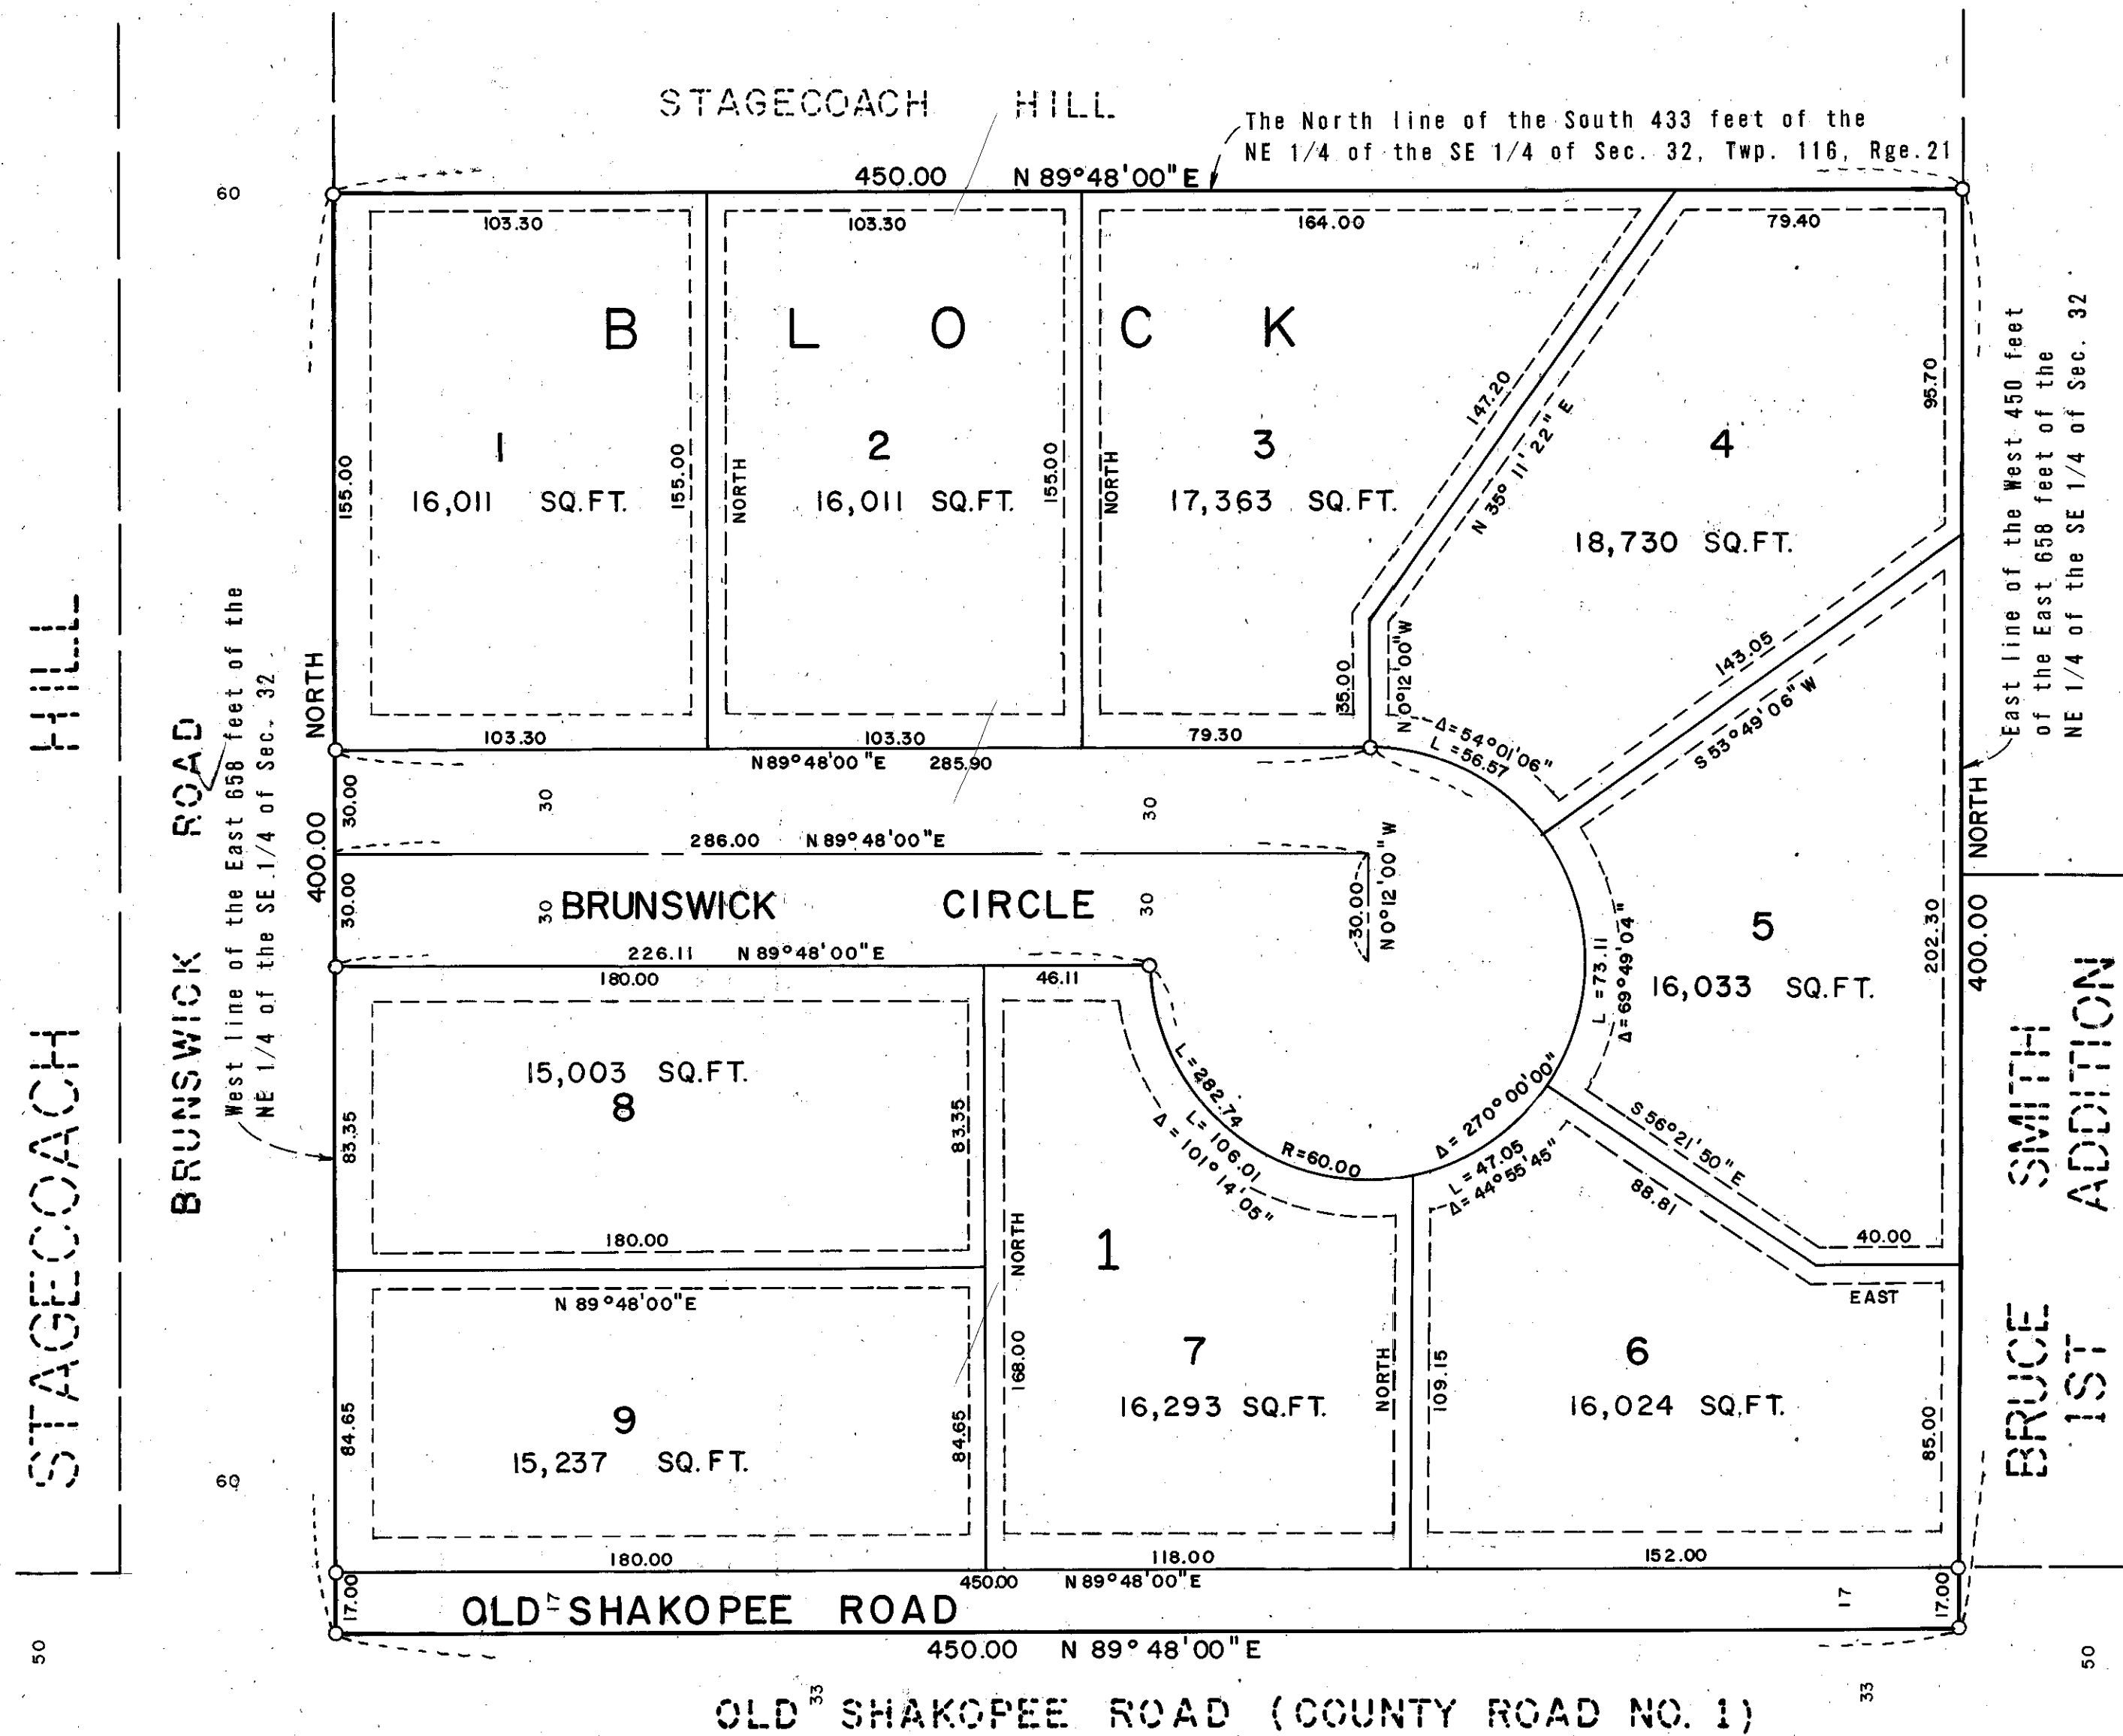 STAGECOACH HILL
The North line of the South 433 feet of the
NE 1/4 of the SE 1/4 of Sec. 32, Twp. 116, Rge.21
450.00 N 89°48'00"E
60
103.30
103.30
164.00
79.40
B L O C K
1
16,011 SQ.FT.
155.00
155.00
NORTH
2
16,011 SQ.FT.
155.00
NORTH
3
17,363 SQ.FT.
147.20
N 35° 11' 22" E
4
18,730 SQ.FT.
95.70
35.00
N 0°12'00"W
143.05
S 53°49'06" W
103.30
103.30
79.30
N89°48'00"E 285.90
Δ=54°01'06"
L=56.57
NORTH
400.00
30.00
30
30
286.00 N 89°48'00"E
30.00
30
30
BRUNSWICK CIRCLE
30.00
N 0°12'00" W
226.11 N 89°48'00"E
180.00
46.11
15,003 SQ.FT.
8
83.35
83.35
180.00
N 89°48'00"E
9
15,237 SQ.FT.
84.65
84.65
180.00
L=282.74
L=106.01
Δ=101°14'05"
R=60.00
Δ=270°00'00"
L=47.05
Δ=44°55'45"
L=73.11
Δ=69°49'04"
5
16,033 SQ.FT.
202.30
S 56°21'50"E
88.81
40.00
EAST
NORTH
1
7
16,293 SQ.FT.
168.00
NORTH
118.00
6
16,024 SQ.FT.
109.15
85.00
152.00
450.00 N 89°48'00"E
17.00
17
OLD SHAKOPEE ROAD
17
17.00
450.00 N 89°48'00"E
60
50
33
33
50
OLD SHAKOPEE ROAD (COUNTY ROAD NO. 1)
STAGECOACH HILL
BRUNSWICK ROAD
West line of the East 658 feet of the
NE 1/4 of the SE 1/4 of Sec. 32
East line of the West 450 feet
of the East 658 feet of the
NE 1/4 of the SE 1/4 of Sec. 32
NORTH
400.00
BRUCE SMITH
1ST ADDITION